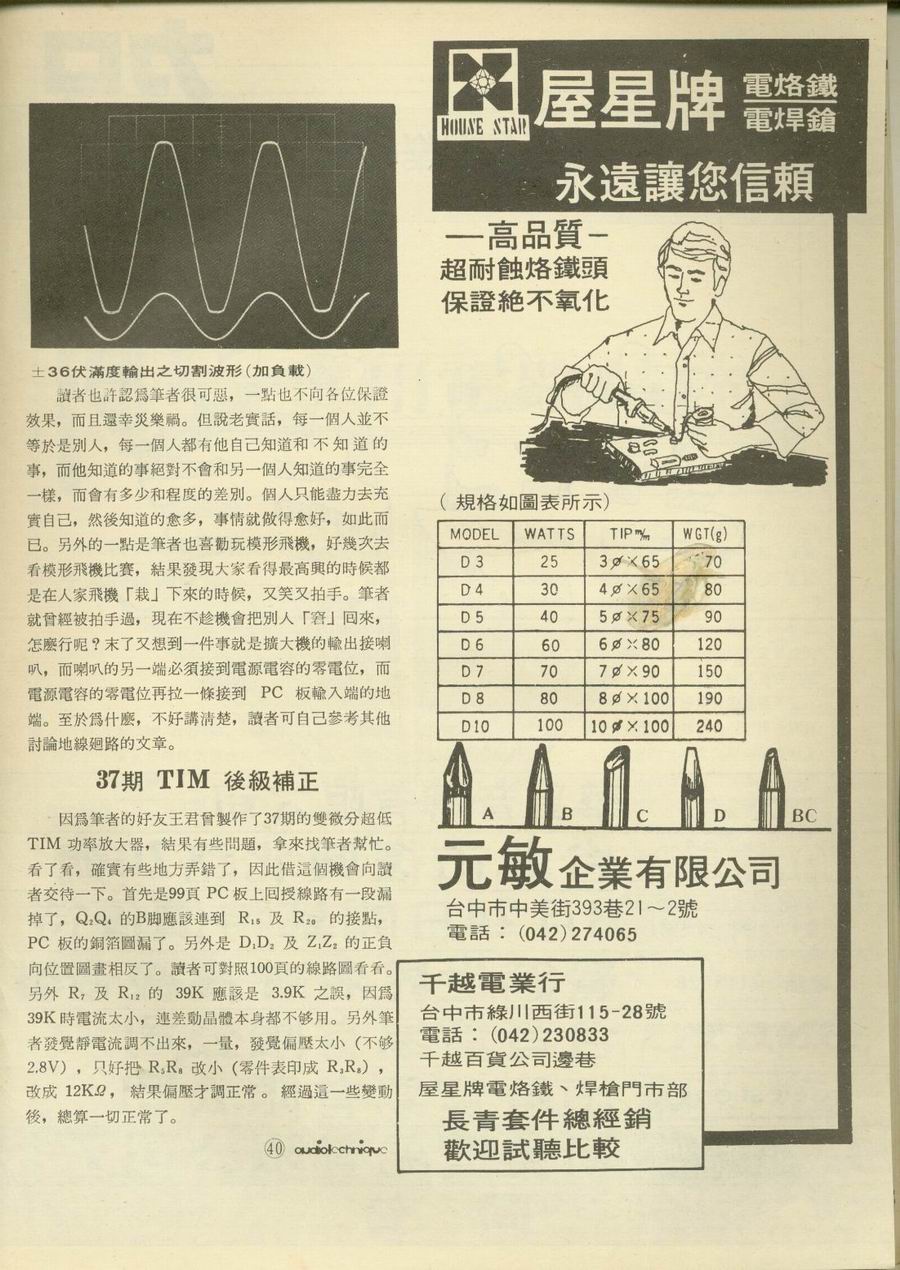 ±36伏滿度輸出之切割波形(加負載)
讀者也許認爲筆者很可惡，一點也不向各位保證
效果，而且還幸災樂禍。但說老實話，每一個人並不
等於是別人，每一個人都有他自己知道和不知道的
事，而他知道的事絕對不會和另一個人知道的事完全
一樣，而會有多少和程度的差別。個人只能盡力去充
實自己，然後知道的愈多，事情就做得愈好，如此而
已。另外的一點是筆者也喜勸玩模形飛機，好幾次去
看模形飛機比賽，結果發現大家看得最高興的時候都
是在人家飛機「栽」下來的時候，又笑又拍手。筆者
就曾經被拍手過，現在不趁機會把別人「窘」囘來，
怎麼行呢？末了又想到一件事就是擴大機的輸出接喇
叭，而喇叭的另一端必須接到電源電容的零電位，而
電源電容的零電位再拉一條接到 PC 板輸入端的地
端。至於爲什麼，不好講清楚，讀者可自己參考其他
討論地線廻路的文章。
37期 TIM 後級補正
因爲筆者的好友王君曾製作了37期的雙微分超低
TIM 功率放大器，結果有些問題，拿來找筆者幫忙。
看了看，確實有些地方弄錯了，因此借這個機會向讀
者交待一下。首先是99頁 PC 板上囘授線路有一段漏
掉了，Q₂Q₄ 的B脚應該連到 R₁₅ 及 R₂₀ 的接點，
PC 板的銅箔圖漏了。另外是 D₁D₂ 及 Z₁Z₂ 的正負
向位置圖畫相反了。讀者可對照100頁的線路圖看看。
另外 R₇ 及 R₁₂ 的 39K 應該是 3.9K 之誤，因爲
39K時電流太小，連差動晶體本身都不够用。另外筆
者發覺靜電流調不出來，一量，發覺偏壓太小（不够
2.8V），只好把 R₅R₈ 改小（零件表印成 R₃R₈），
改成 12KΩ，結果偏壓才調正常。經過這一些變動
後，總算一切正常了。
40 audiotechnique
HOUSE STAR
屋星牌
電烙鐵
電焊鎗
永遠讓您信賴
—高品質—
超耐蝕烙鐵頭
保證絕不氧化
(規格如圖表所示)
MODEL WATTS TIP m/m WGT(g)
D3 25 3ø×65 70
D4 30 4ø×65 80
D5 40 5ø×75 90
D6 60 6ø×80 120
D7 70 7ø×90 150
D8 80 8ø×100 190
D10 100 10ø×100 240
A B C D BC
元敏企業有限公司
台中市中美街393巷21～2號
電話：(042)274065
千越電業行
台中市綠川西街115-28號
電話：(042)230833
千越百貨公司邊巷
屋星牌電烙鐵、焊槍門市部
長青套件總經銷
歡迎試聽比較